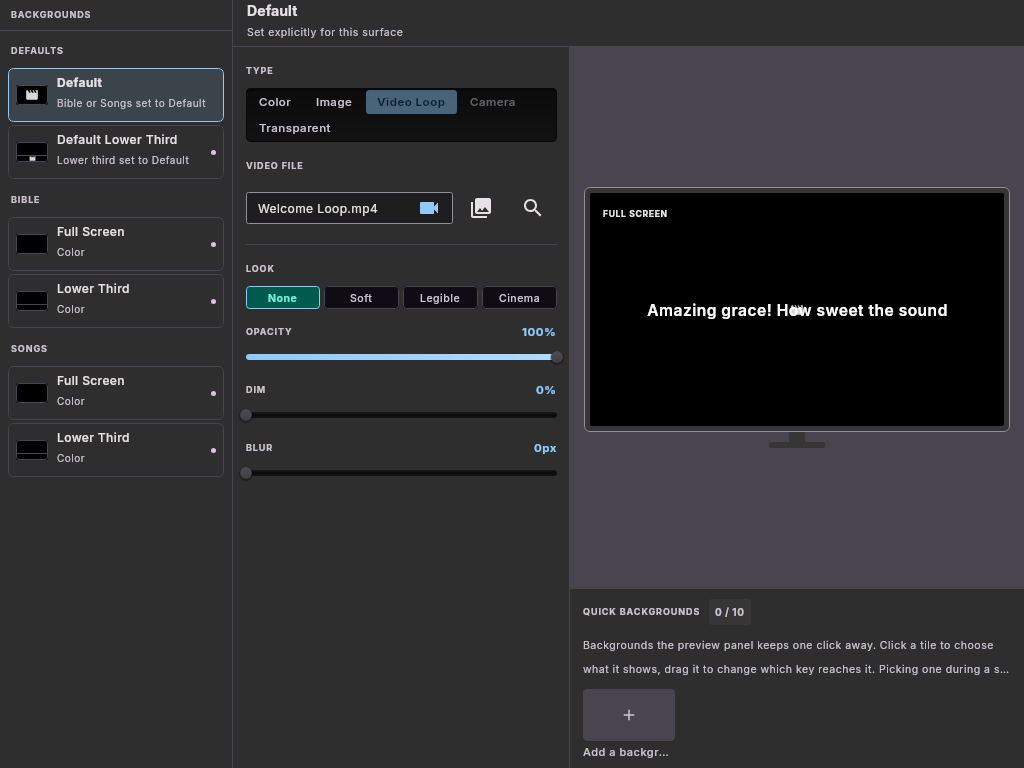 BACKGROUNDS
DEFAULTS
Default
Bible or Songs set to Default
Default Lower Third
Lower third set to Default
BIBLE
Full Screen
Color
Lower Third
Color
SONGS
Full Screen
Color
Lower Third
Color
Default
Set explicitly for this surface
TYPE
Color Image Video Loop Camera
Transparent
VIDEO FILE
Welcome Loop.mp4
LOOK
None Soft Legible Cinema
OPACITY 100%
DIM 0%
BLUR 0px
FULL SCREEN
Amazing grace! How sweet the sound
QUICK BACKGROUNDS 0 / 10
Backgrounds the preview panel keeps one click away. Click a tile to choose
what it shows, drag it to change which key reaches it. Picking one during a s...
+
Add a backgr...